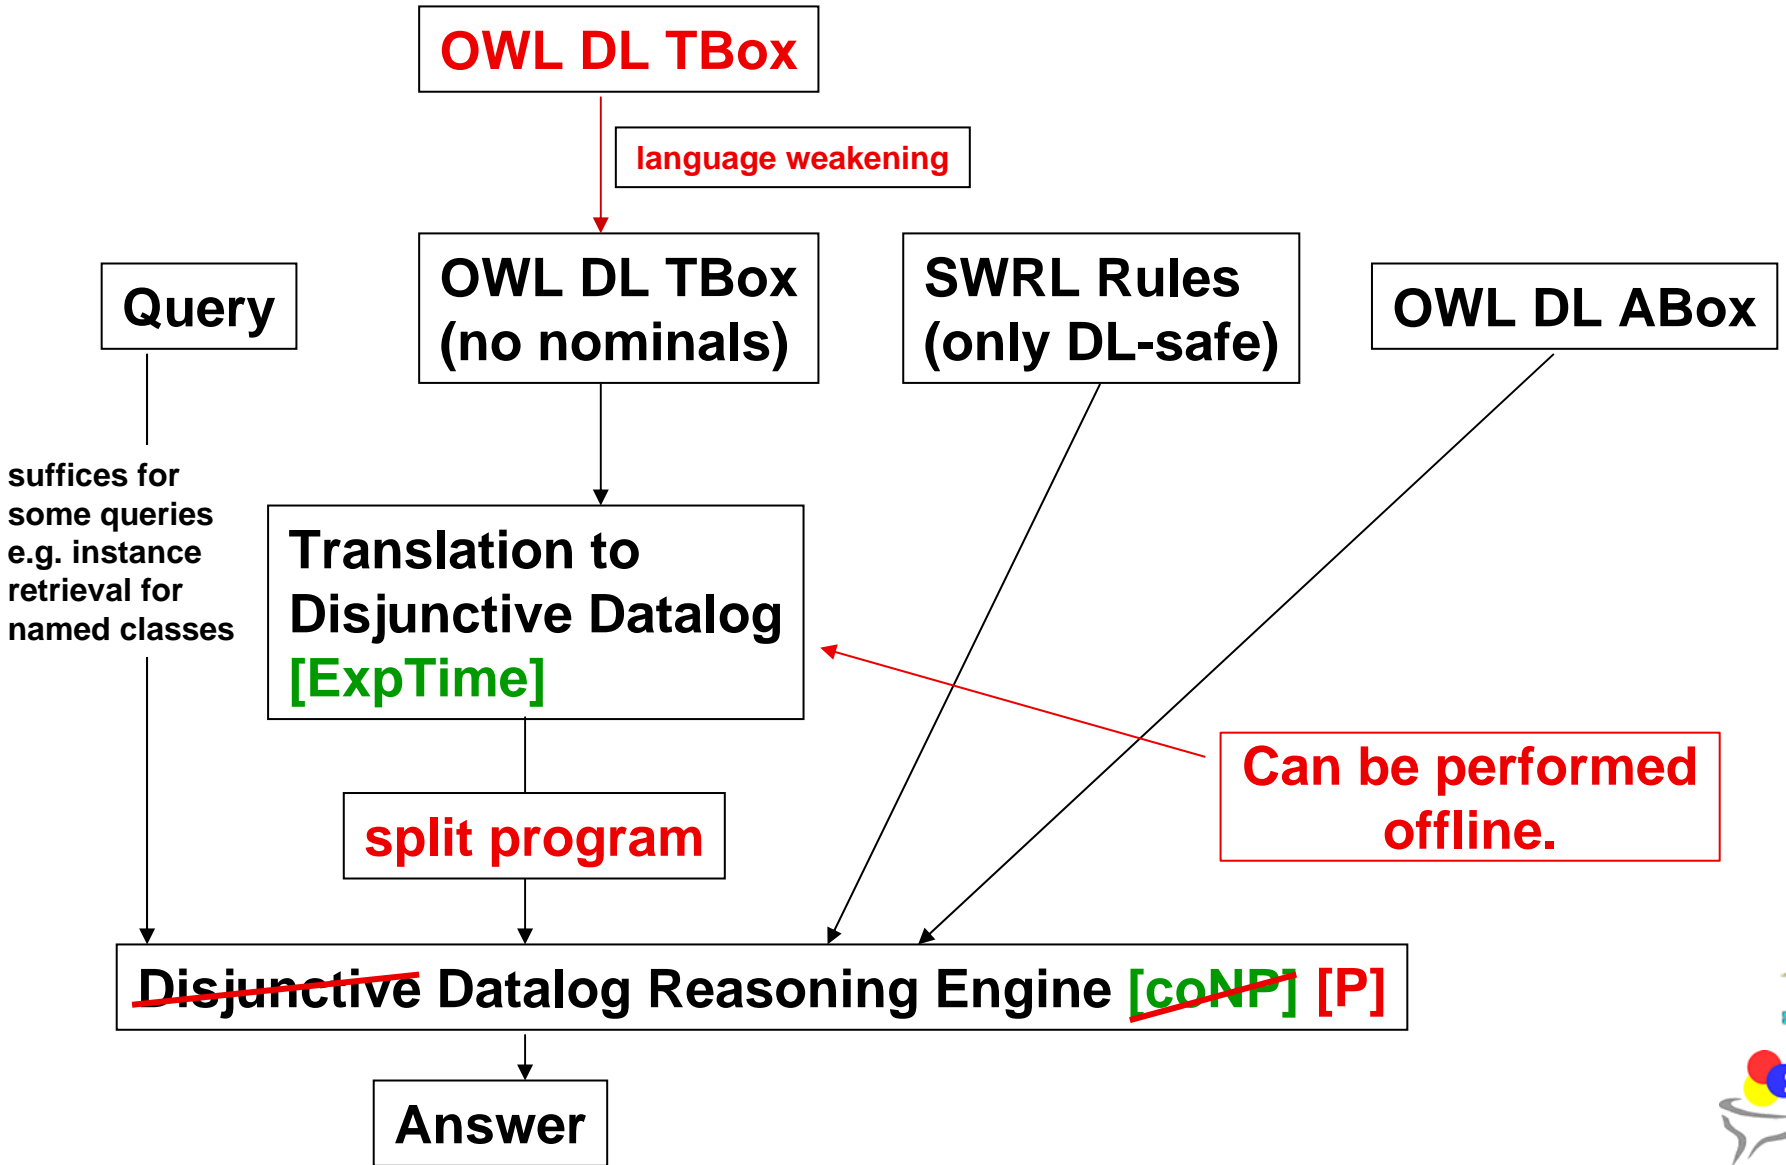 OWL DL TBox
language weakening
Query
OWL DL TBox
(no nominals)
SWRL Rules
(only DL-safe)
OWL DL ABox
suffices for
some queries
e.g. instance
retrieval for
named classes
Translation to
Disjunctive Datalog
[ExpTime]
Can be performed
offline.
split program
Disjunctive Datalog Reasoning Engine [coNP] [P]
Answer